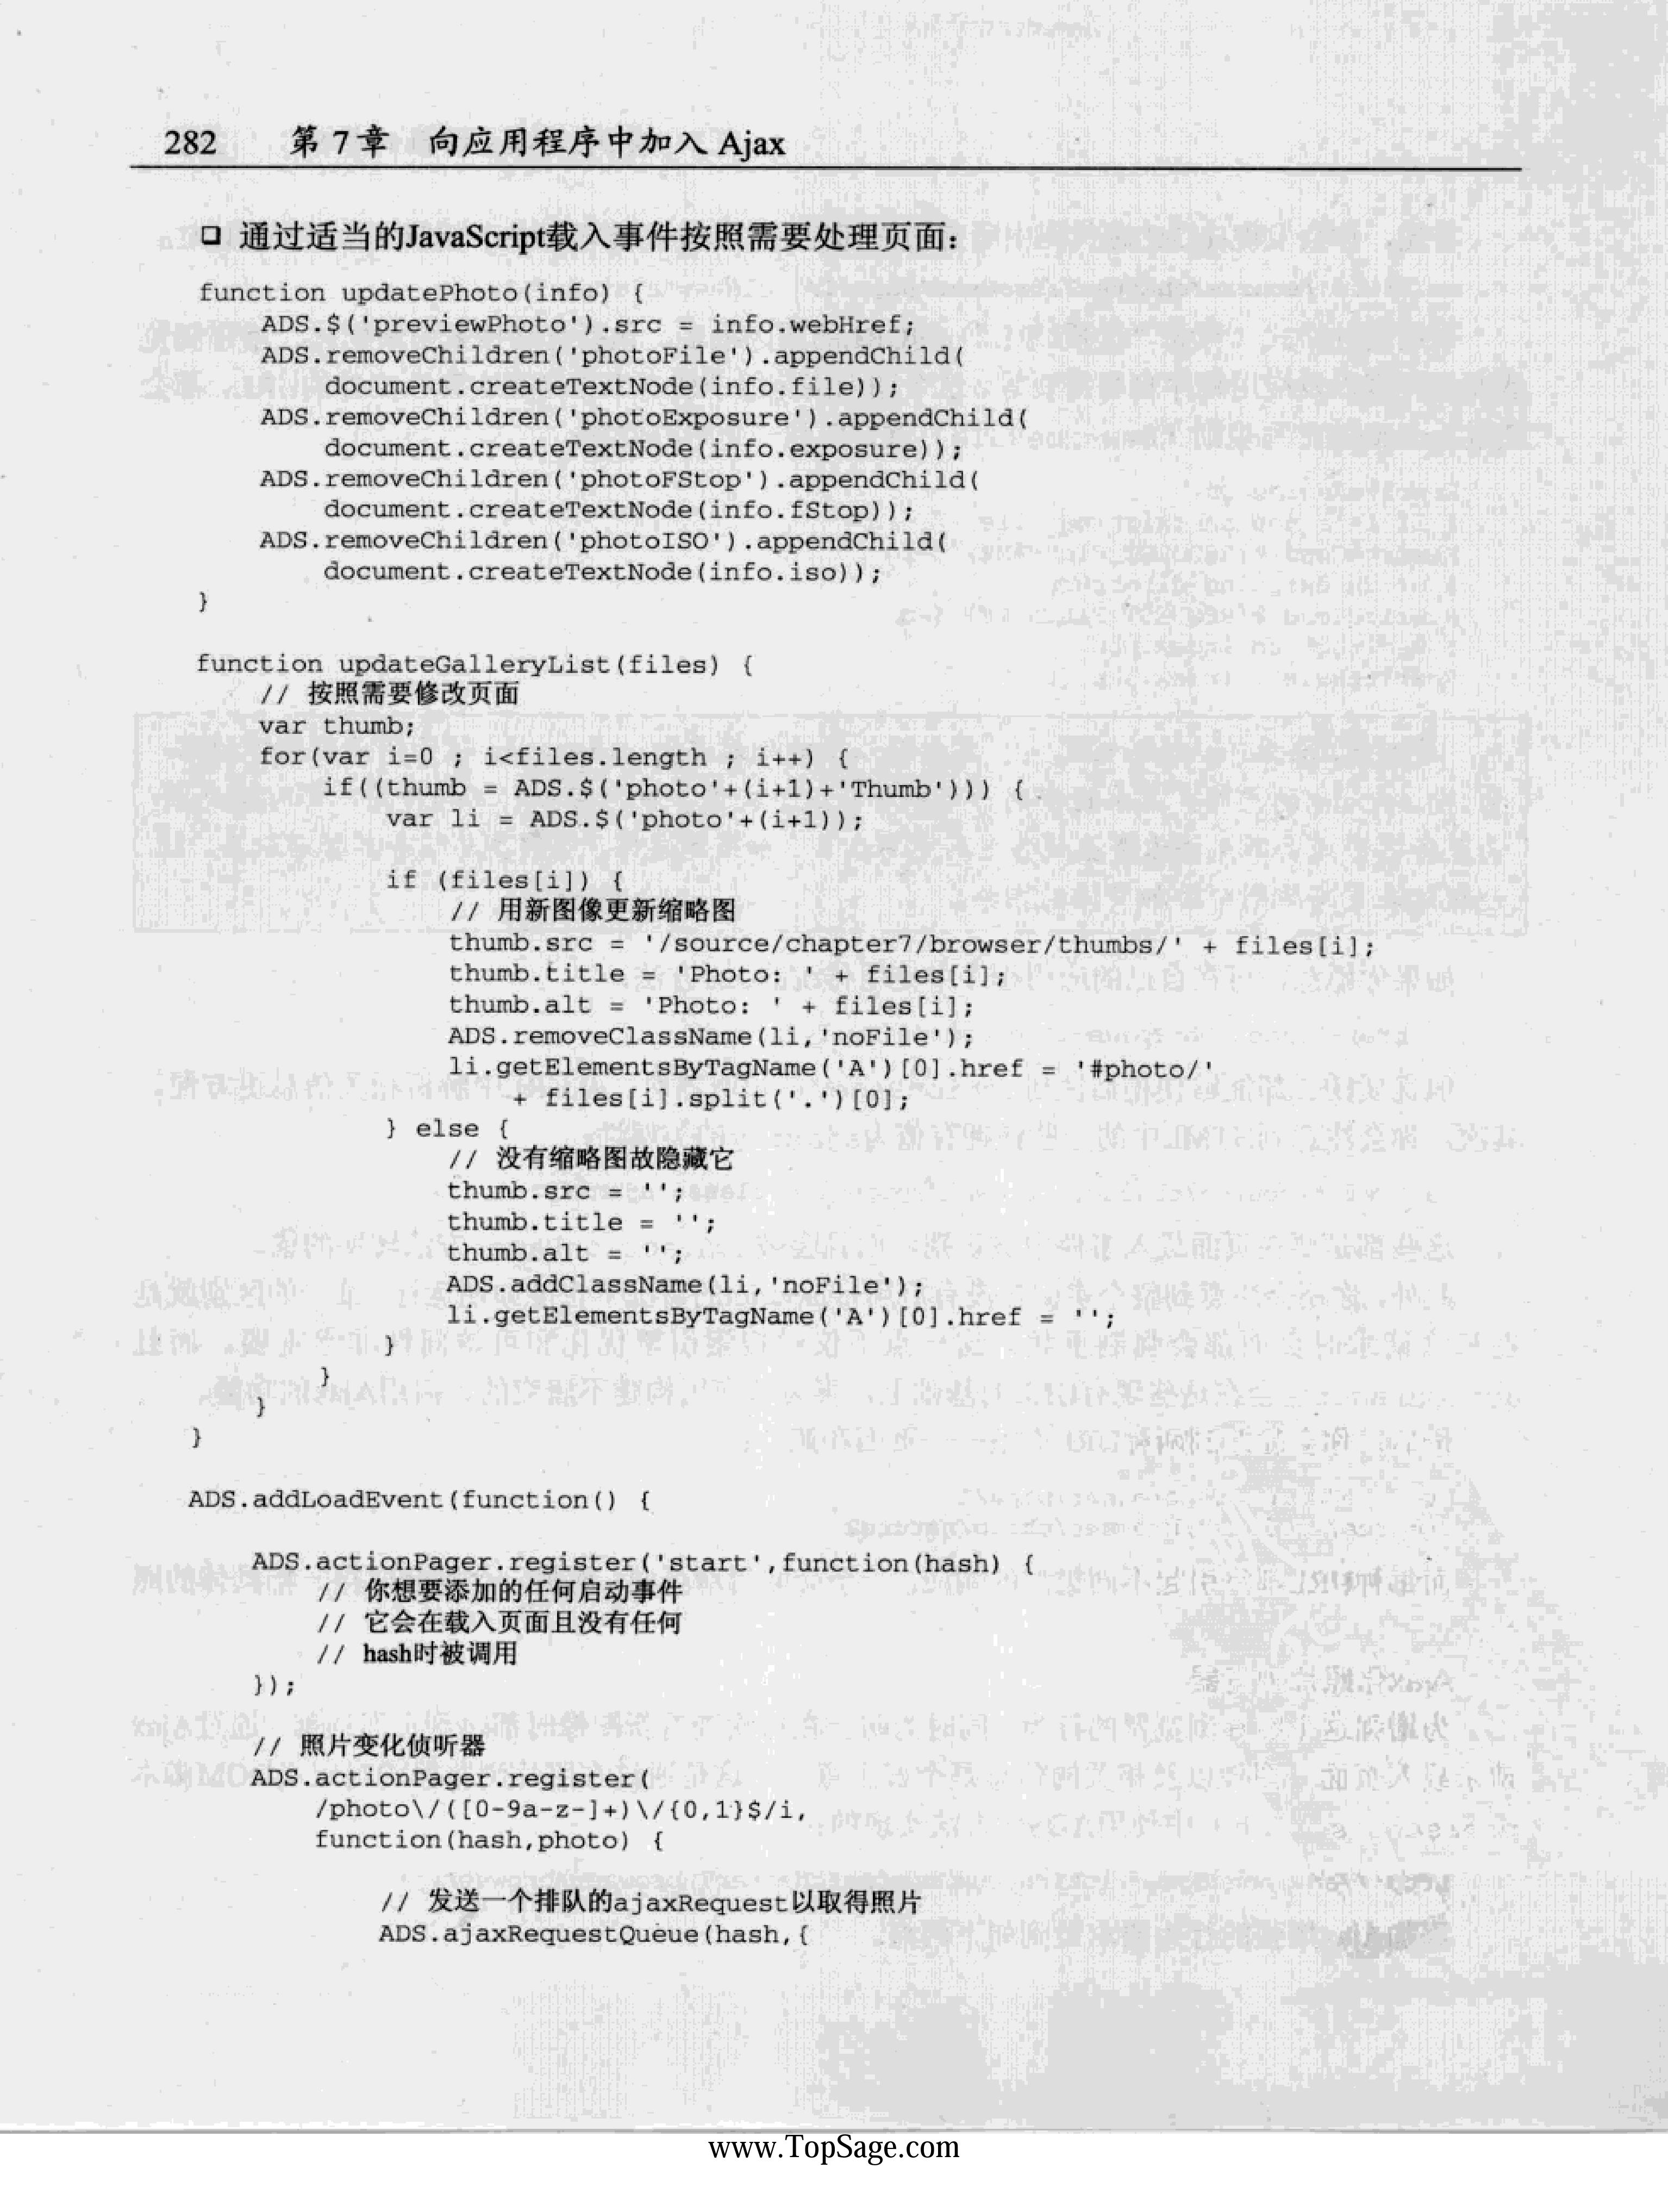 282 第 7 章 向应用程序中加入 Ajax
❑ 通过适当的JavaScript载入事件按照需要处理页面：
function updatePhoto(info) {
    ADS.$('previewPhoto').src = info.webHref;
    ADS.removeChildren('photoFile').appendChild(
        document.createTextNode(info.file));
    ADS.removeChildren('photoExposure').appendChild(
        document.createTextNode(info.exposure));
    ADS.removeChildren('photoFStop').appendChild(
        document.createTextNode(info.fStop));
    ADS.removeChildren('photoISO').appendChild(
        document.createTextNode(info.iso));
}
function updateGalleryList(files) {
    // 按照需要修改页面
    var thumb;
    for(var i=0 ; i<files.length ; i++) {
        if((thumb = ADS.$('photo'+(i+1)+'Thumb'))) {
            var li = ADS.$('photo'+(i+1));
            if (files[i]) {
                // 用新图像更新缩略图
                thumb.src = '/source/chapter7/browser/thumbs/' + files[i];
                thumb.title = 'Photo: ' + files[i];
                thumb.alt = 'Photo: ' + files[i];
                ADS.removeClassName(li,'noFile');
                li.getElementsByTagName('A')[0].href = '#photo/'
                    + files[i].split('.')[0];
            } else {
                // 没有缩略图故隐藏它
                thumb.src = '';
                thumb.title = '';
                thumb.alt = '';
                ADS.addClassName(li,'noFile');
                li.getElementsByTagName('A')[0].href = '';
            }
        }
    }
}
ADS.addLoadEvent(function() {
    ADS.actionPager.register('start',function(hash) {
        // 你想要添加的任何启动事件
        // 它会在载入页面且没有任何
        // hash时被调用
    });
    // 照片变化侦听器
    ADS.actionPager.register(
        /photo\/([0-9a-z-]+)\/{0,1}$/i,
        function(hash,photo) {
            // 发送一个排队的ajaxRequest以取得照片
            ADS.ajaxRequestQueue(hash,{
www.TopSage.com